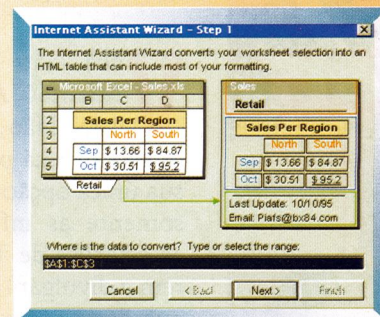 Internet Assistant Wizard - Step 1
The Internet Assistant Wizard converts your worksheet selection into an
HTML table that can include most of your formatting.
Microsoft Excel - Sales.xls
B C D
2 Sales Per Region
3 North South
4 Sep $13.66 $84.87
5 Oct $30.51 $95.2
Retail
Sales
Retail
Sales Per Region
North South
Sep $13.66 $84.87
Oct $30.51 $95.2
Last Update: 10/10/95
Email: Piafs@bx84.com
Where is the data to convert? Type or select the range:
$A$1:$C$3
Cancel < Back Next > Finish